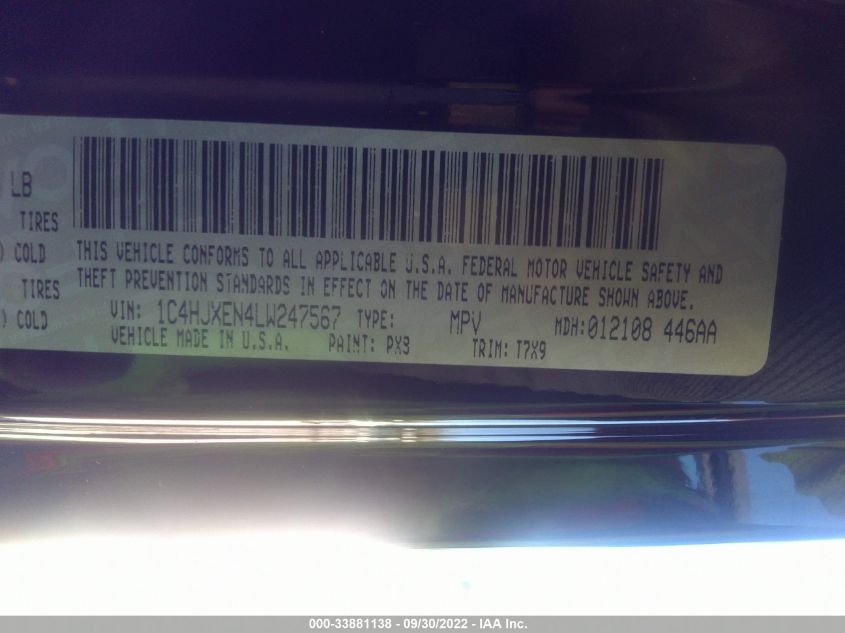 LB
TIRES
) COLD
TIRES
) COLD
THIS VEHICLE CONFORMS TO ALL APPLICABLE U.S.A. FEDERAL MOTOR VEHICLE SAFETY AND
THEFT PREVENTION STANDARDS IN EFFECT ON THE DATE OF MANUFACTURE SHOWN ABOVE.
VIN: 1C4HJXEN4LW247567 TYPE: MPV MDH:012108 446AA
VEHICLE MADE IN U.S.A. PAINT: PX3 TRIM: T7X9
000-33881138 - 09/30/2022 - IAA Inc.